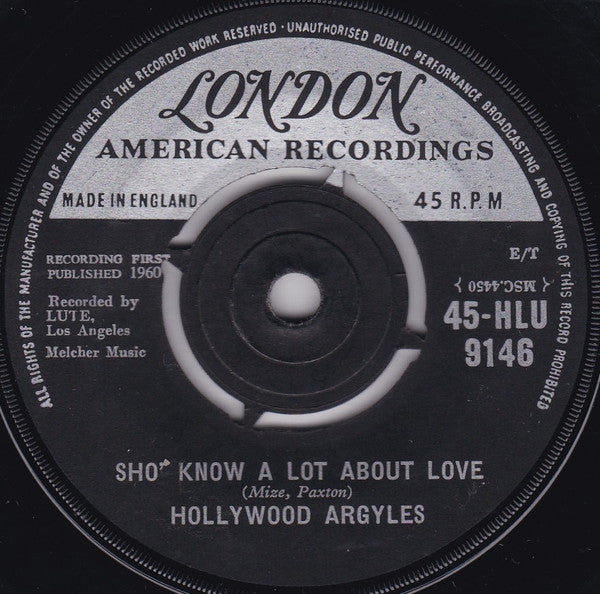 ALL RIGHTS OF THE MANUFACTURER AND OF THE OWNER OF THE RECORDED WORK RESERVED · UNAUTHORISED PUBLIC PERFORMANCE BROADCASTING AND COPYING OF THIS RECORD PROHIBITED
LONDON
AMERICAN RECORDINGS
MADE IN ENGLAND
45 R.P.M
RECORDING FIRST
PUBLISHED 1960
E/T
Recorded by
LUTE,
Los Angeles
Melcher Music
{ MSC.4450 }
45-HLU
9146
SHO' KNOW A LOT ABOUT LOVE
(Mize, Paxton)
HOLLYWOOD ARGYLES